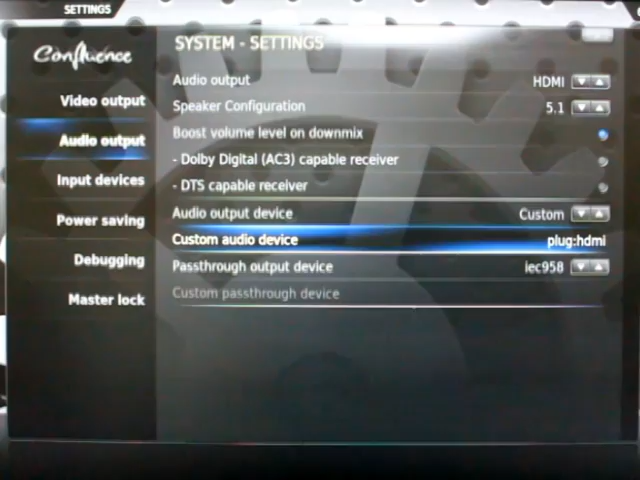 SETTINGS
Confluence
SYSTEM - SETTINGS
Video output
Audio output
Input devices
Power saving
Debugging
Master lock
Audio output HDMI
Speaker Configuration 5.1
Boost volume level on downmix
- Dolby Digital (AC3) capable receiver
- DTS capable receiver
Audio output device Custom
Custom audio device plug:hdmi
Passthrough output device iec958
Custom passthrough device